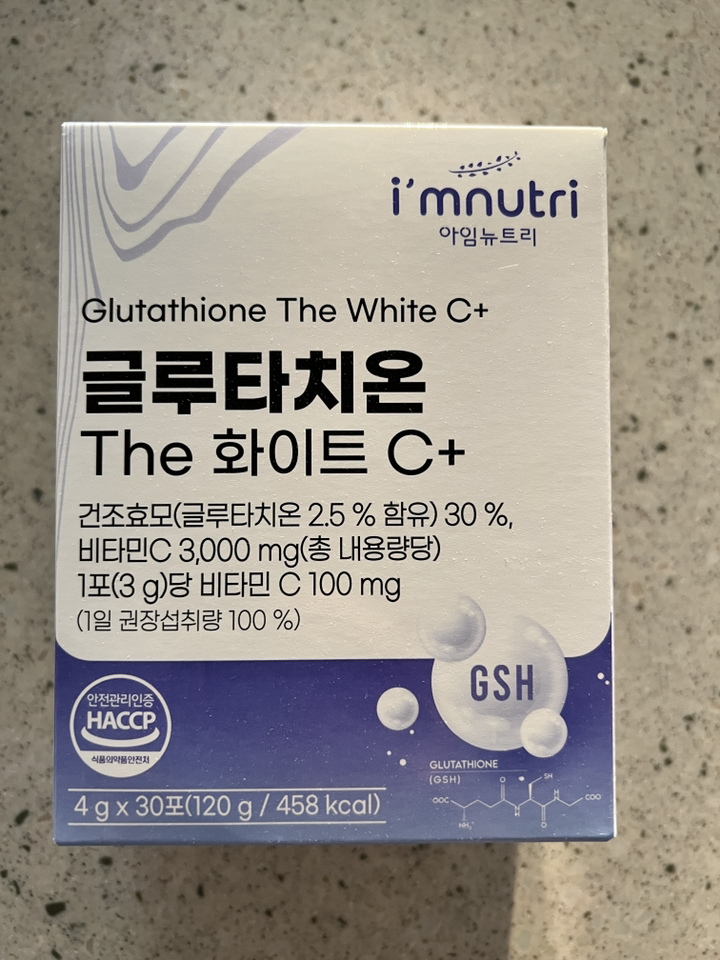 i'mnutri
아임뉴트리
Glutathione The White C+
글루타치온
The 화이트 C+
건조효모(글루타치온 2.5 % 함유) 30 %,
비타민C 3,000 mg(총 내용량당)
1포(3 g)당 비타민 C 100 mg
(1일 권장섭취량 100 %)
GSH
안전관리인증
HACCP
식품의약품안전처
4 g x 30포(120 g / 458 kcal)
GLUTATHIONE
(GSH)
SH
O
H
OOC
N
N
COO
NH₃
H
O